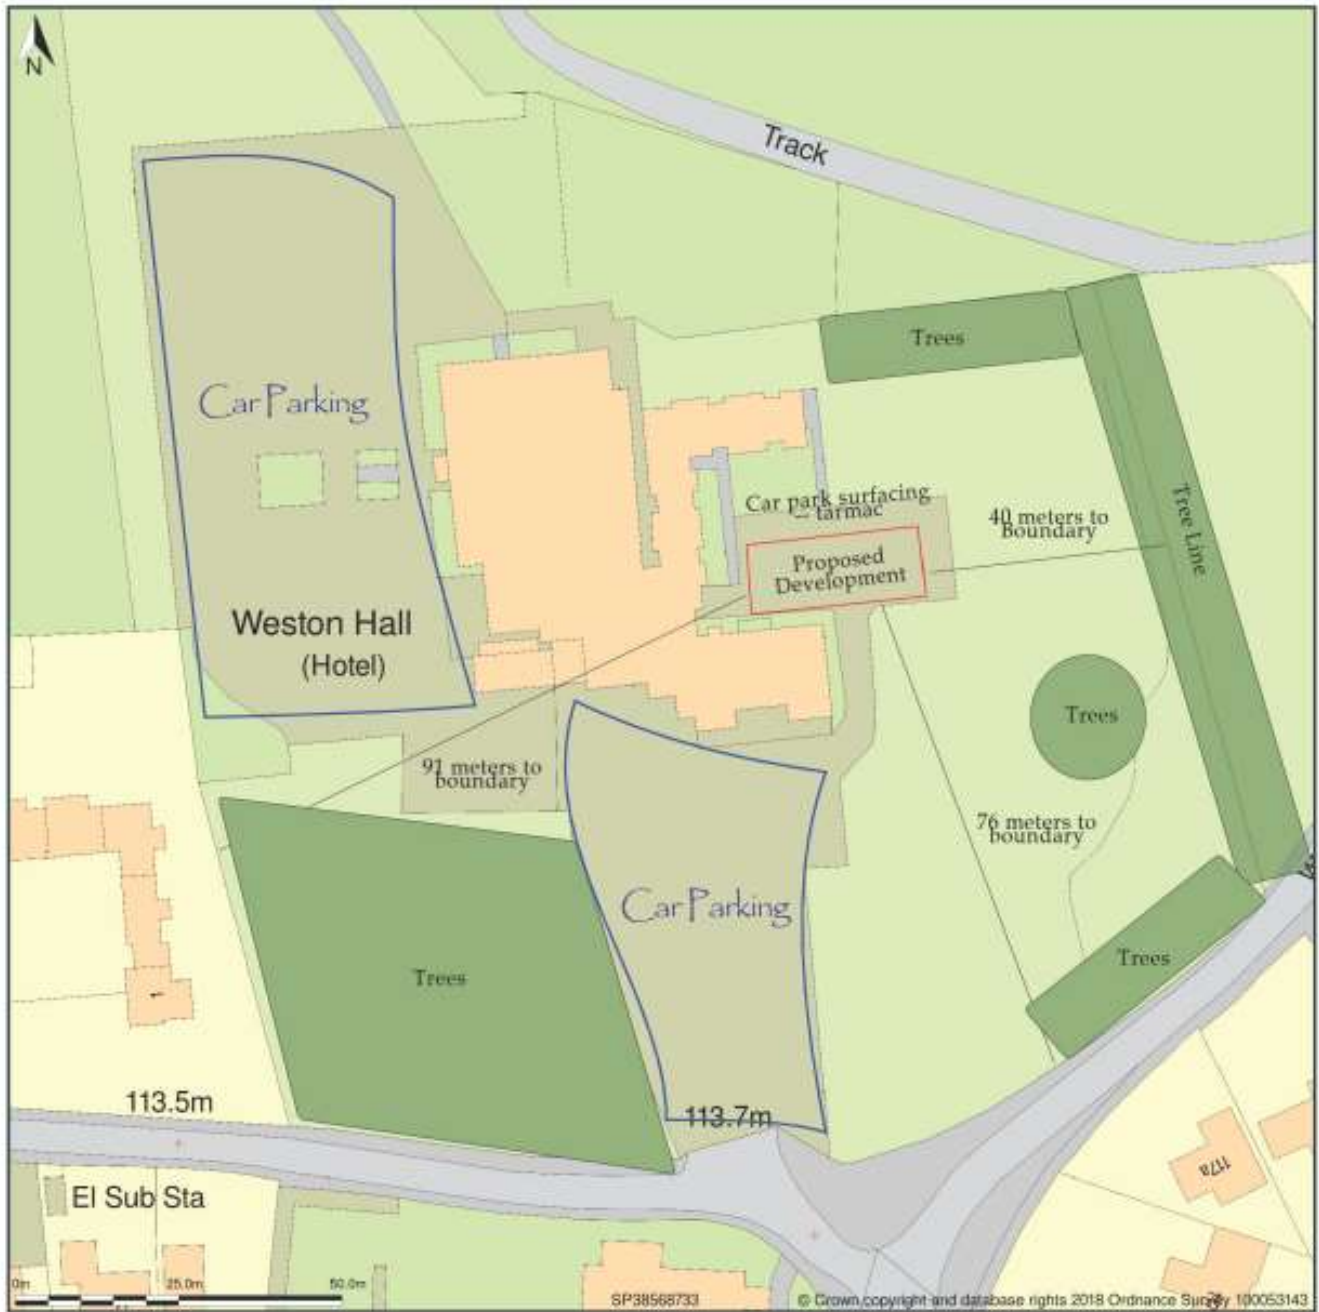 N
Track
Trees
Car Parking
Car park surfacing
– tarmac
Tree Line
40 meters to
Boundary
Proposed
Development
Weston Hall
(Hotel)
Trees
91 meters to
boundary
76 meters to
boundary
Car Parking
Trees
Trees
1
113.5m
113.7m
117a
El Sub Sta
0m
25.0m
50.0m
SP38568733
© Crown copyright and database rights 2018 Ordnance Survey 100053143